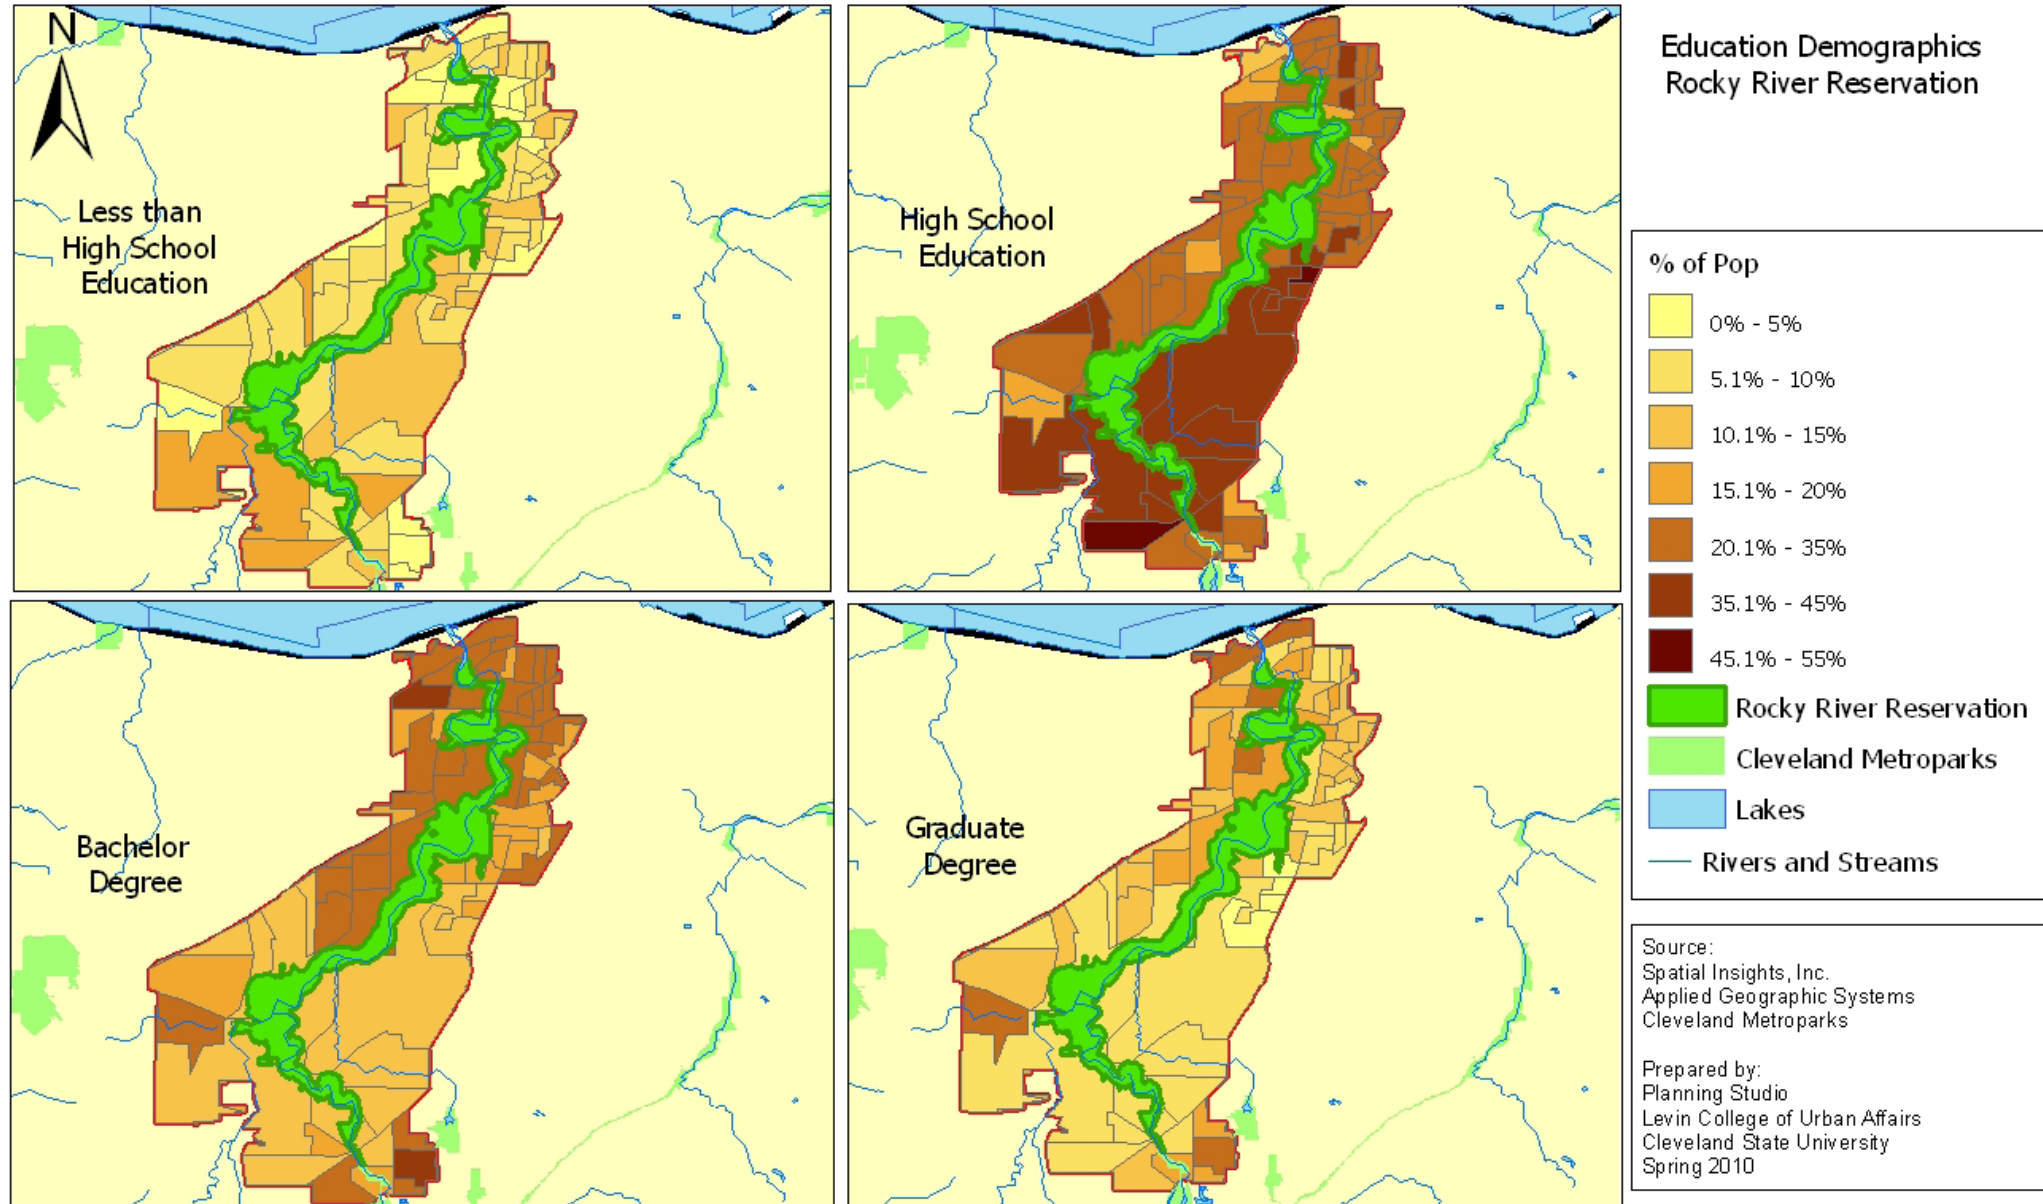 N
Less than
High School
Education
High School
Education
Bachelor
Degree
Graduate
Degree
Education Demographics
Rocky River Reservation
% of Pop
0% - 5%
5.1% - 10%
10.1% - 15%
15.1% - 20%
20.1% - 35%
35.1% - 45%
45.1% - 55%
Rocky River Reservation
Cleveland Metroparks
Lakes
Rivers and Streams
Source:
Spatial Insights, Inc.
Applied Geographic Systems
Cleveland Metroparks
Prepared by:
Planning Studio
Levin College of Urban Affairs
Cleveland State University
Spring 2010